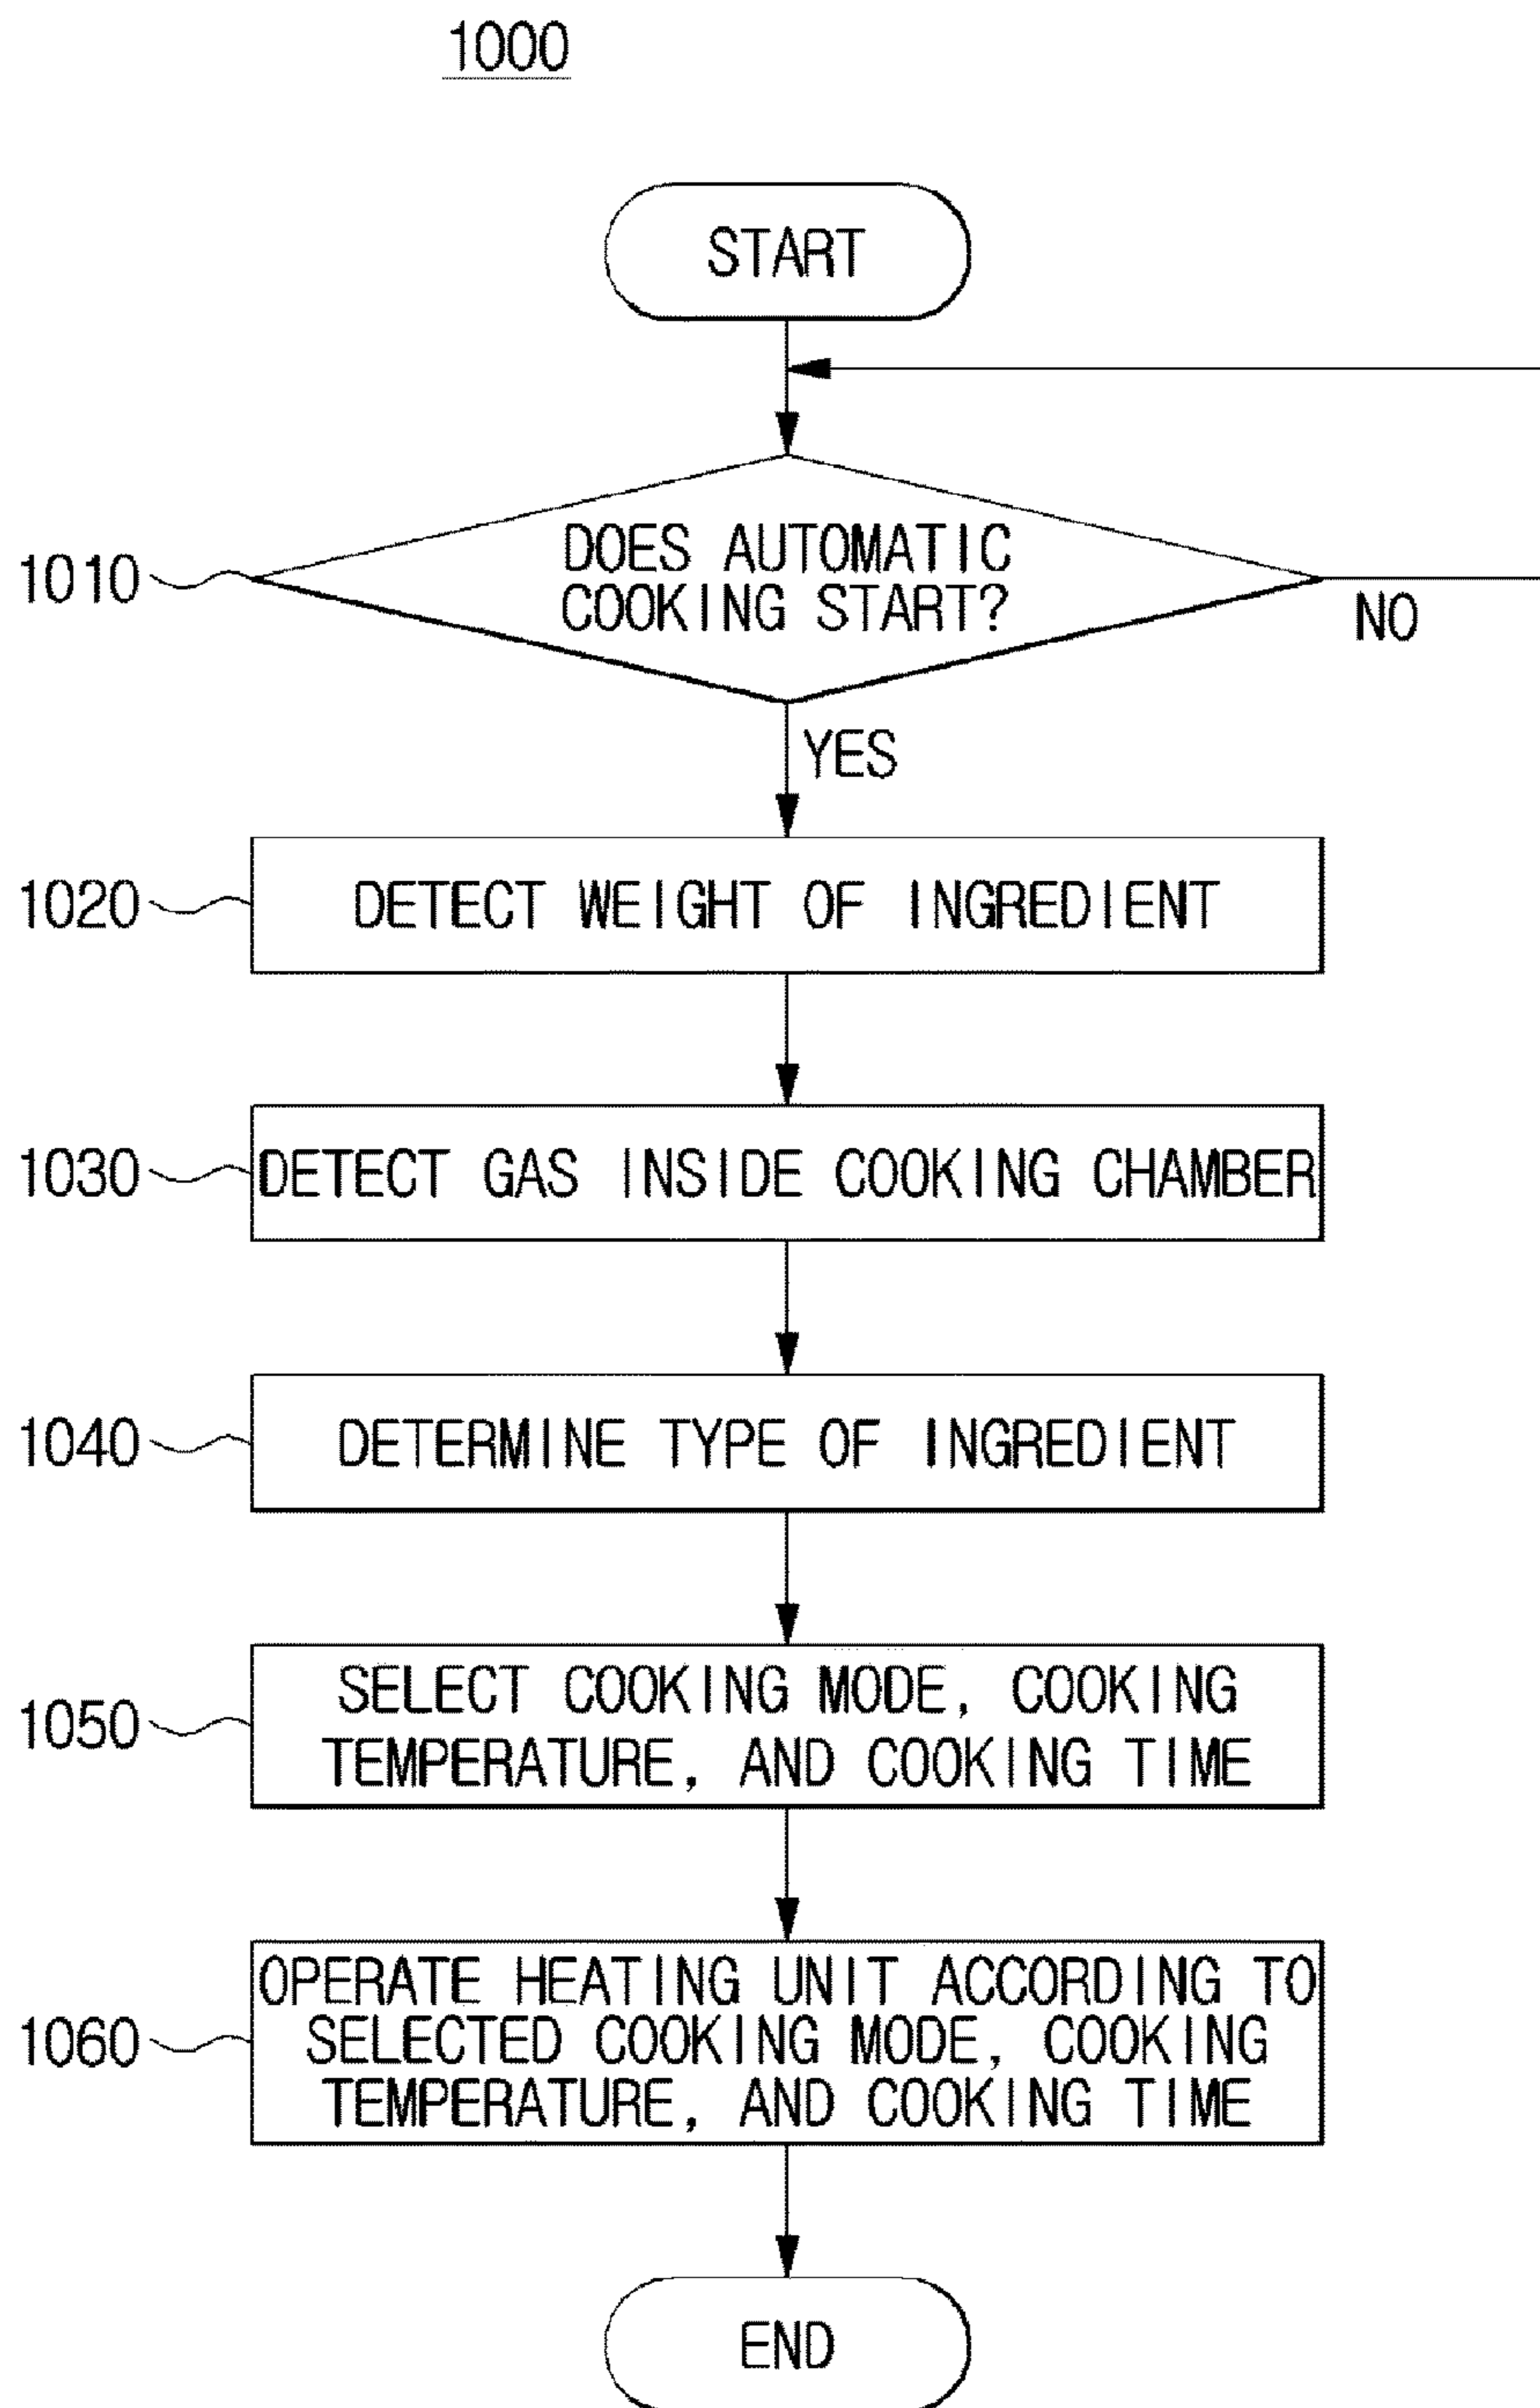 1000
START
1010
DOES AUTOMATIC
COOKING START?
NO
YES
1020
DETECT WEIGHT OF INGREDIENT
1030
DETECT GAS INSIDE COOKING CHAMBER
1040
DETERMINE TYPE OF INGREDIENT
1050
SELECT COOKING MODE, COOKING
TEMPERATURE, AND COOKING TIME
1060
OPERATE HEATING UNIT ACCORDING TO
SELECTED COOKING MODE, COOKING
TEMPERATURE, AND COOKING TIME
END